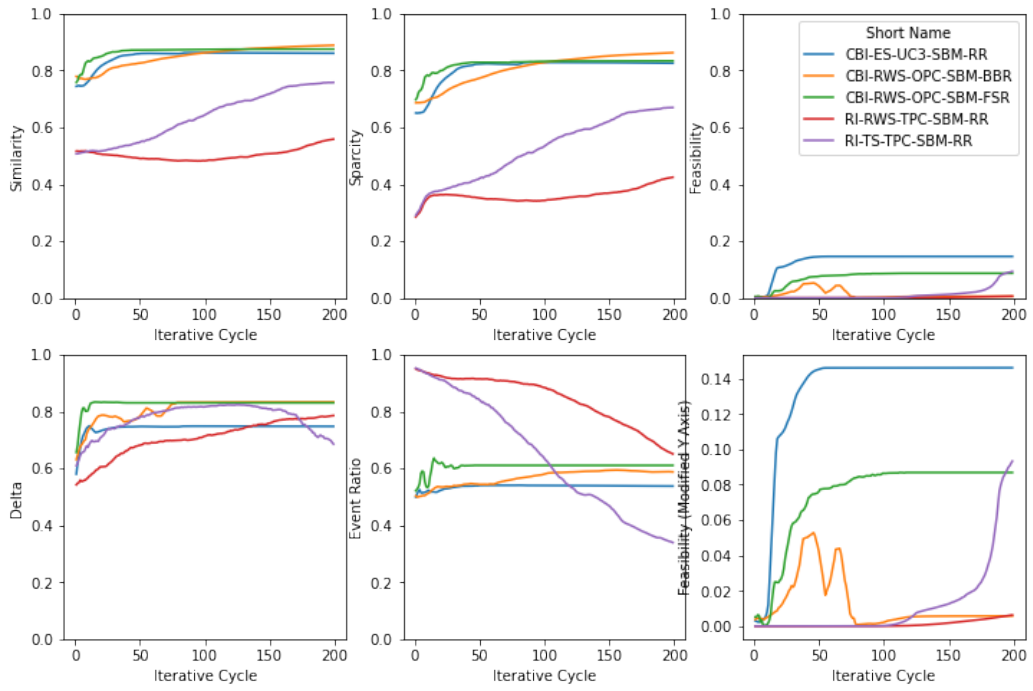 1.0
0.8
0.6
0.4
0.2
0.0
Similarity
0 50 100 150 200
Iterative Cycle
1.0
0.8
0.6
0.4
0.2
0.0
Sparcity
0 50 100 150 200
Iterative Cycle
1.0
0.8
0.6
0.4
0.2
0.0
Feasibility
Short Name
CBI-ES-UC3-SBM-RR
CBI-RWS-OPC-SBM-BBR
CBI-RWS-OPC-SBM-FSR
RI-RWS-TPC-SBM-RR
RI-TS-TPC-SBM-RR
0 50 100 150 200
Iterative Cycle
1.0
0.8
0.6
0.4
0.2
0.0
Delta
0 50 100 150 200
Iterative Cycle
1.0
0.8
0.6
0.4
0.2
0.0
Event Ratio
0 50 100 150 200
Iterative Cycle
0.14
0.12
0.10
0.08
0.06
0.04
0.02
0.00
Feasibility (Modified Y Axis)
0 50 100 150 200
Iterative Cycle